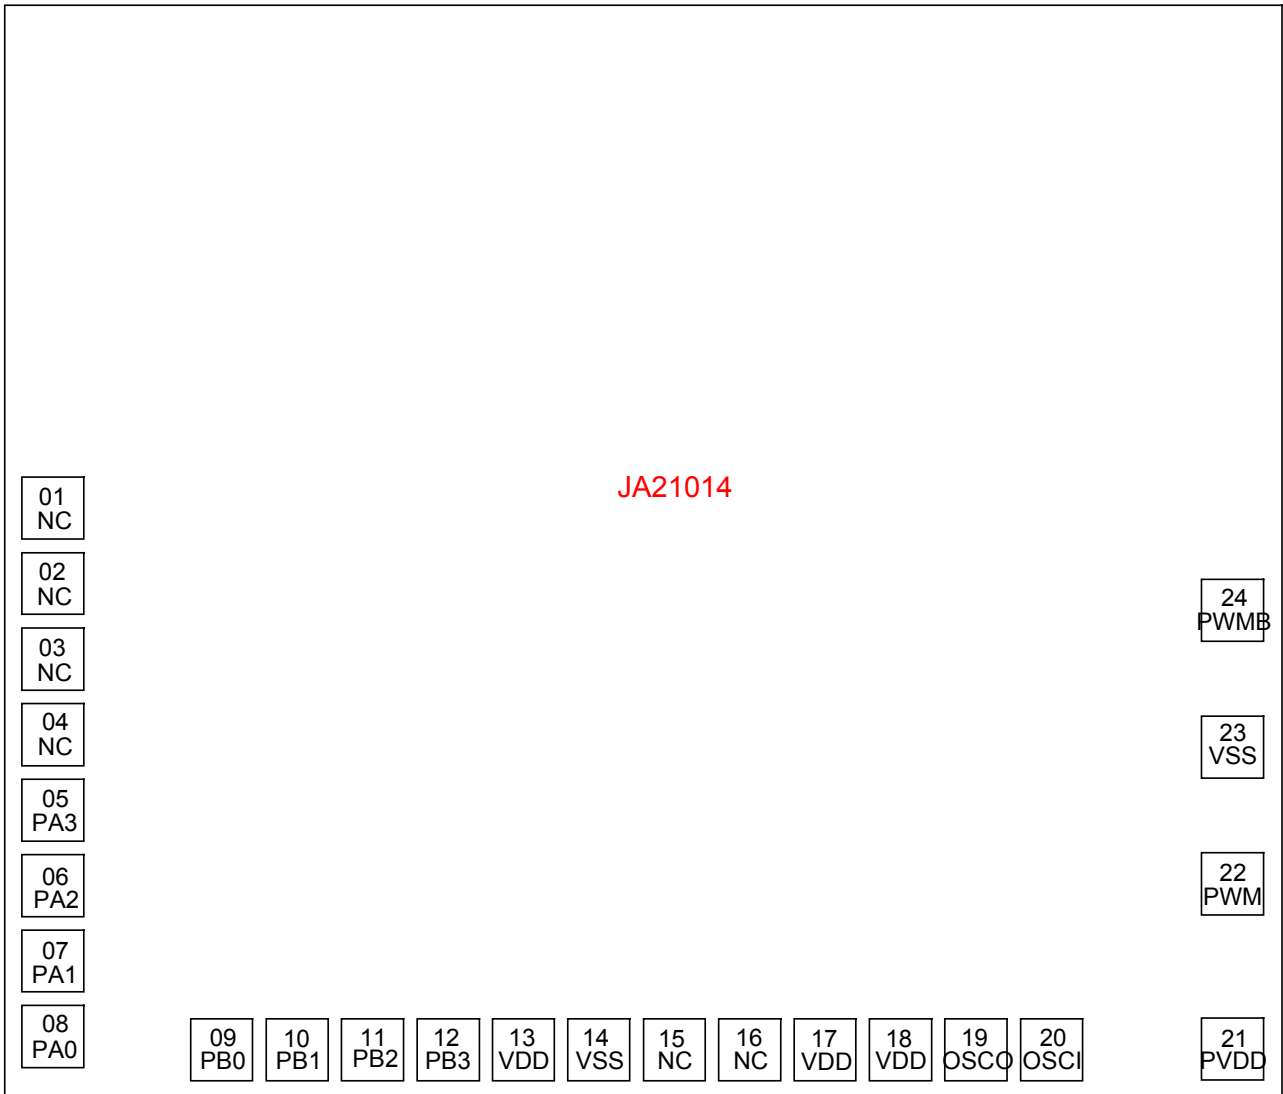 JA21014
01
NC
02
NC
03
NC
04
NC
05
PA3
06
PA2
07
PA1
08
PA0
09
PB0
10
PB1
11
PB2
12
PB3
13
VDD
14
VSS
15
NC
16
NC
17
VDD
18
VDD
19
OSCO
20
OSCI
21
PVDD
22
PWM
23
VSS
24
PWMB